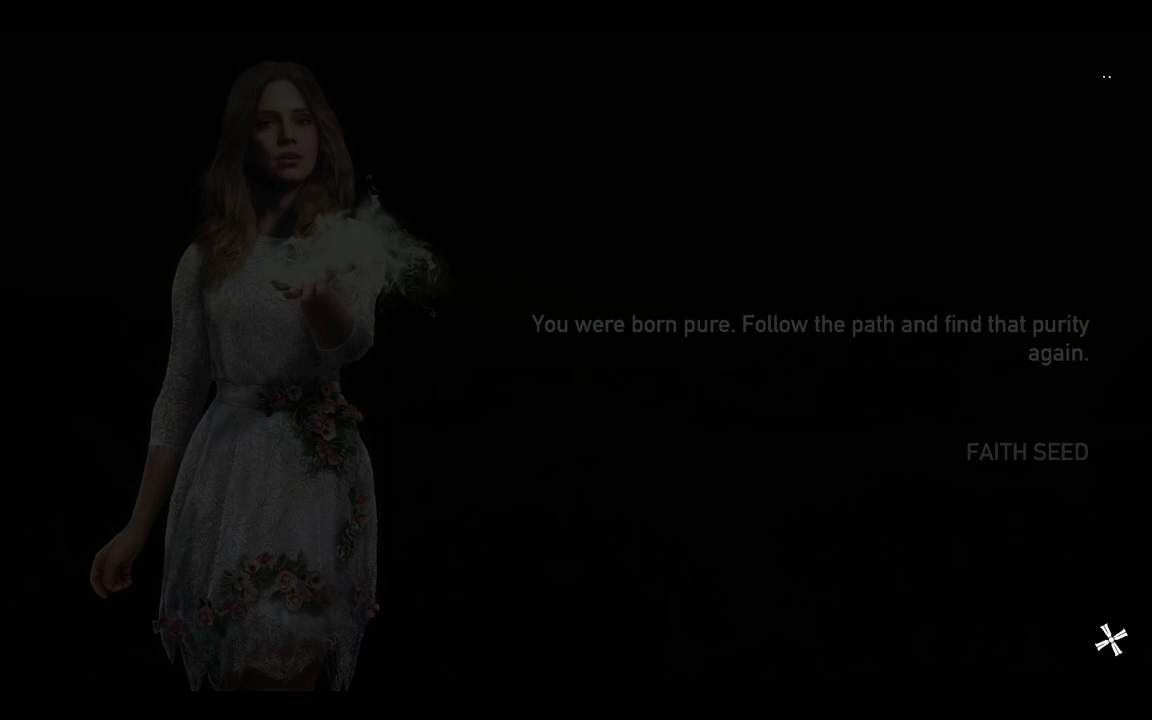 You were born pure. Follow the path and find that purity
again.
FAITH SEED